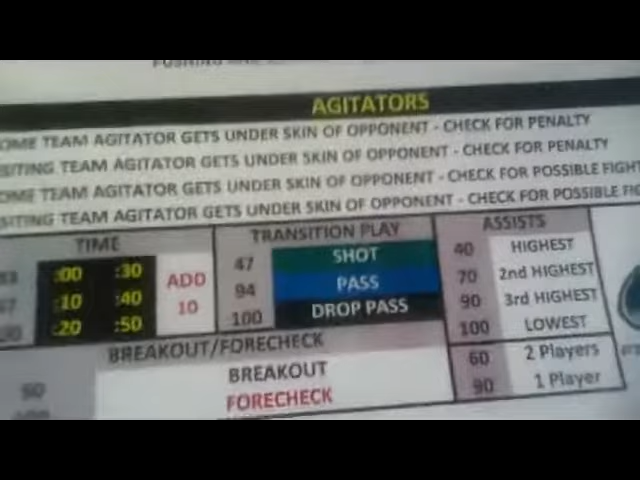 AGITATORS
OME TEAM AGITATOR GETS UNDER SKIN OF OPPONENT - CHECK FOR PENALTY
SITING TEAM AGITATOR GETS UNDER SKIN OF OPPONENT - CHECK FOR PENALTY
OME TEAM AGITATOR GETS UNDER SKIN OF OPPONENT - CHECK FOR POSSIBLE FIGHT
SITING TEAM AGITATOR GETS UNDER SKIN OF OPPONENT - CHECK FOR POSSIBLE FIG
TIME
:00 :30
:10 :40
:20 :50
ADD
10
TRANSITION PLAY
47 SHOT
94 PASS
100 DROP PASS
ASSISTS
40 HIGHEST
70 2nd HIGHEST
90 3rd HIGHEST
100 LOWEST
60 2 Players
90 1 Player
BREAKOUT/FORECHECK
BREAKOUT
FORECHECK